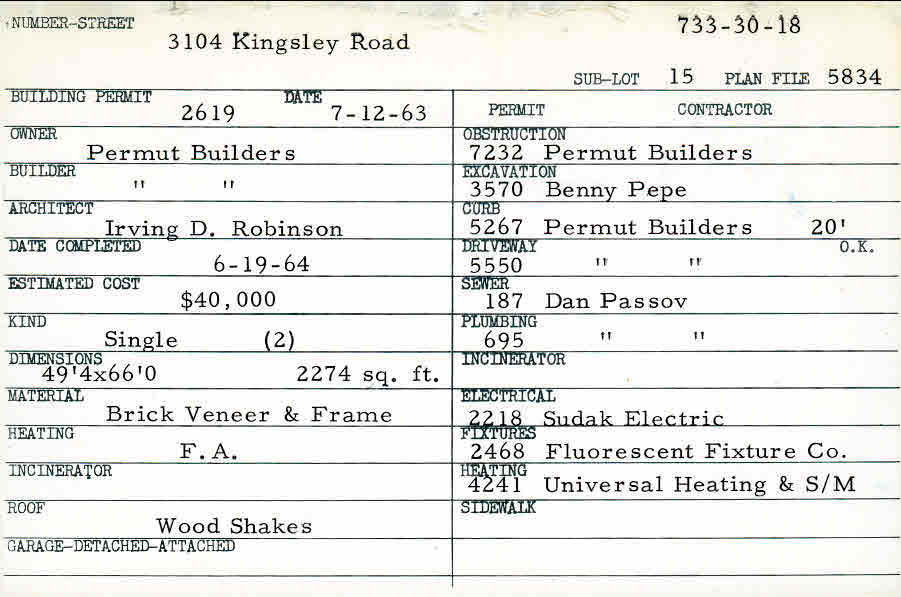 NUMBER-STREET
733-30-18
3104 Kingsley Road
SUB-LOT 15 PLAN FILE 5834
BUILDING PERMIT DATE
2619 7-12-63
OWNER
Permut Builders
BUILDER
" "
ARCHITECT
Irving D. Robinson
DATE COMPLETED
6-19-64
ESTIMATED COST
$40,000
KIND
Single (2)
DIMENSIONS
49'4x66'0 2274 sq. ft.
MATERIAL
Brick Veneer & Frame
HEATING
F.A.
INCINERATOR
ROOF
Wood Shakes
GARAGE-DETACHED-ATTACHED
PERMIT CONTRACTOR
OBSTRUCTION
7232 Permut Builders
EXCAVATION
3570 Benny Pepe
CURB
5267 Permut Builders 20'
DRIVEWAY O.K.
5550 " "
SEWER
187 Dan Passov
PLUMBING
695 " "
INCINERATOR
ELECTRICAL
2218 Sudak Electric
FIXTURES
2468 Fluorescent Fixture Co.
HEATING
4241 Universal Heating & S/M
SIDEWALK